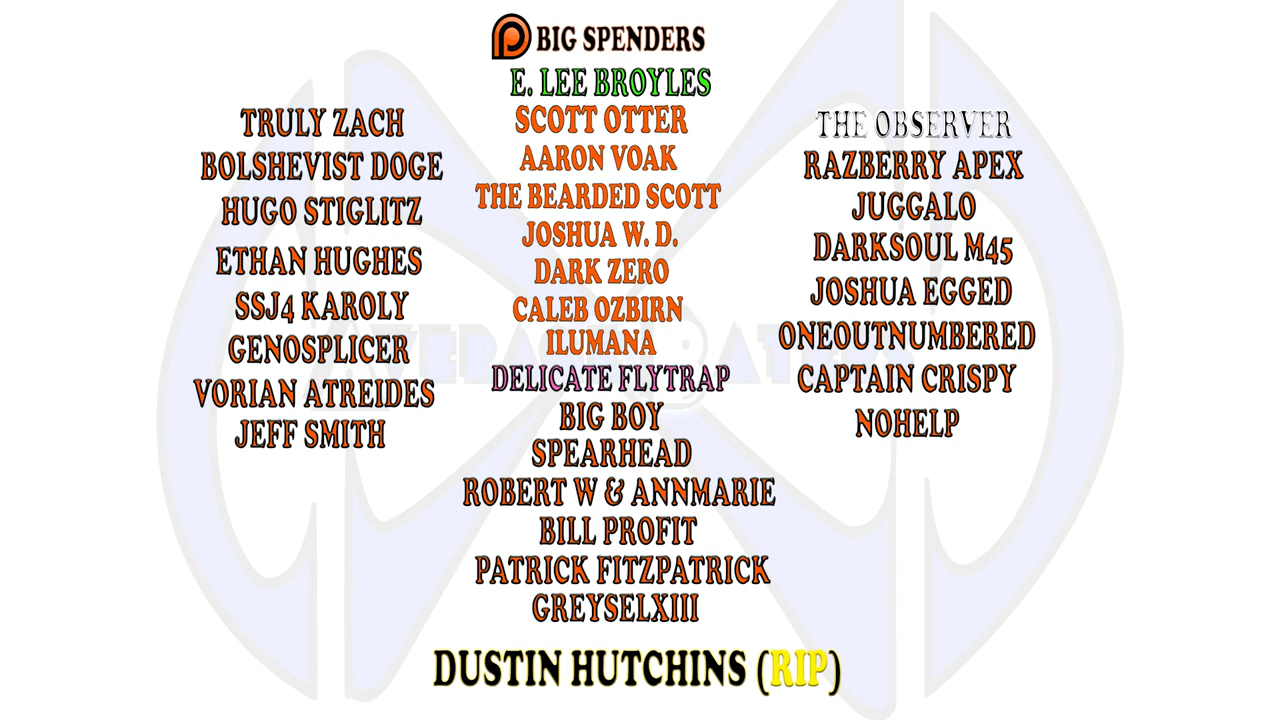 BIG SPENDERS
E. LEE BROYLES
SCOTT OTTER
AARON VOAK
THE BEARDED SCOTT
JOSHUA W. D.
DARK ZERO
CALEB OZBIRN
ILUMANA
DELICATE FLYTRAP
BIG BOY
SPEARHEAD
ROBERT W & ANNMARIE
BILL PROFIT
PATRICK FITZPATRICK
GREYSELXIII
TRULY ZACH
BOLSHEVIST DOGE
HUGO STIGLITZ
ETHAN HUGHES
SSJ4 KAROLY
GENOSPLICER
VORIAN ATREIDES
JEFF SMITH
THE OBSERVER
RAZBERRY APEX
JUGGALO
DARKSOUL M45
JOSHUA EGGED
ONEOUTNUMBERED
CAPTAIN CRISPY
NOHELP
DUSTIN HUTCHINS (RIP)